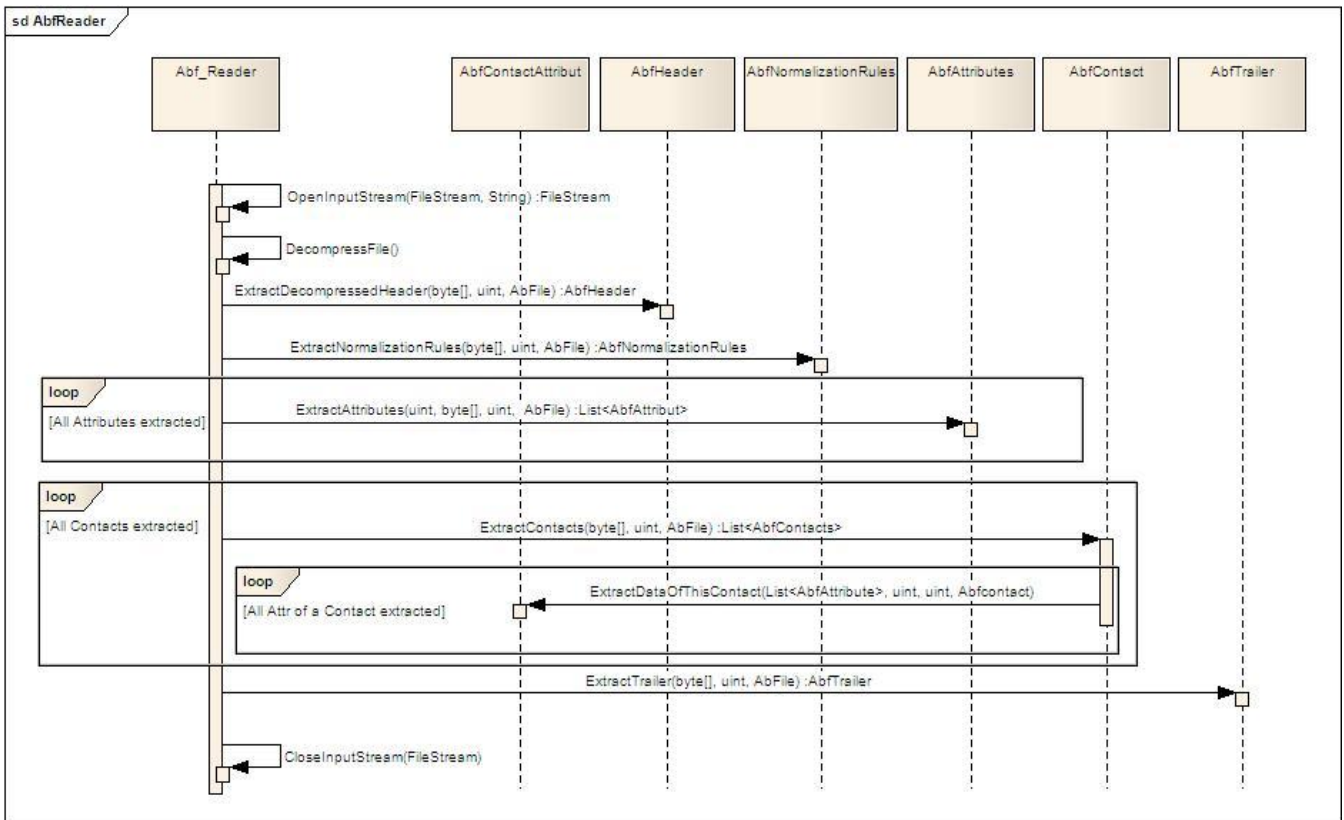 sd AbfReader
Abf_Reader
AbfContactAttribut
AbfHeader
AbfNormalizationRules
AbfAttributes
AbfContact
AbfTrailer
OpenInputStream(FileStream, String) :FileStream
DecompressFile()
ExtractDecompressedHeader(byte[], uint, AbFile) :AbfHeader
ExtractNormalizationRules(byte[], uint, AbFile) :AbfNormalizationRules
loop
[All Attributes extracted]
ExtractAttributes(uint, byte[], uint, AbFile) :List<AbfAttribut>
loop
[All Contacts extracted]
ExtractContacts(byte[], uint, AbFile) :List<AbfContacts>
loop
[All Attr of a Contact extracted]
ExtractDataOfThisContact(List<AbfAttribute>, uint, uint, Abfcontact)
ExtractTrailer(byte[], uint, AbFile) :AbfTrailer
CloseInputStream(FileStream)